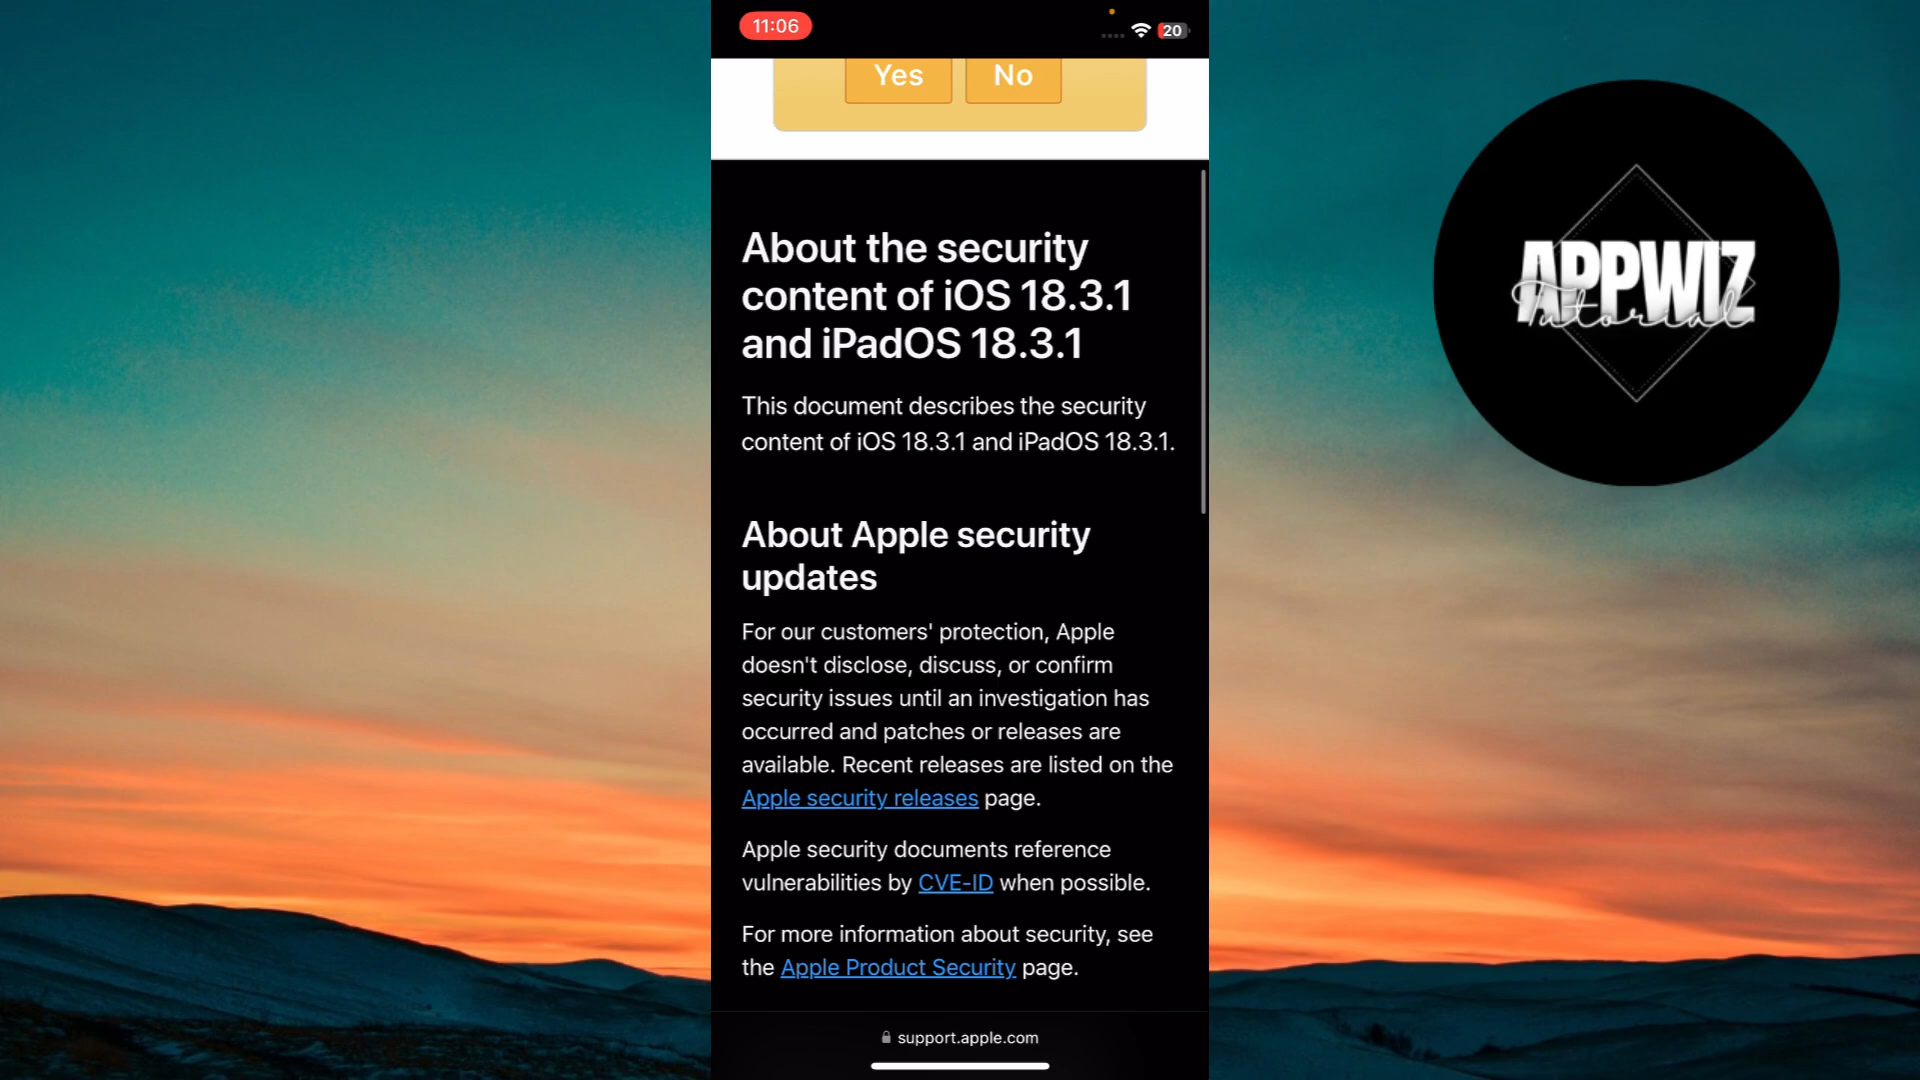 11:06
20
Yes
No
About the security
content of iOS 18.3.1
and iPadOS 18.3.1
This document describes the security
content of iOS 18.3.1 and iPadOS 18.3.1.
About Apple security
updates
For our customers' protection, Apple
doesn't disclose, discuss, or confirm
security issues until an investigation has
occurred and patches or releases are
available. Recent releases are listed on the
Apple security releases page.
Apple security documents reference
vulnerabilities by CVE-ID when possible.
For more information about security, see
the Apple Product Security page.
support.apple.com
APPWIZ
Tutorial